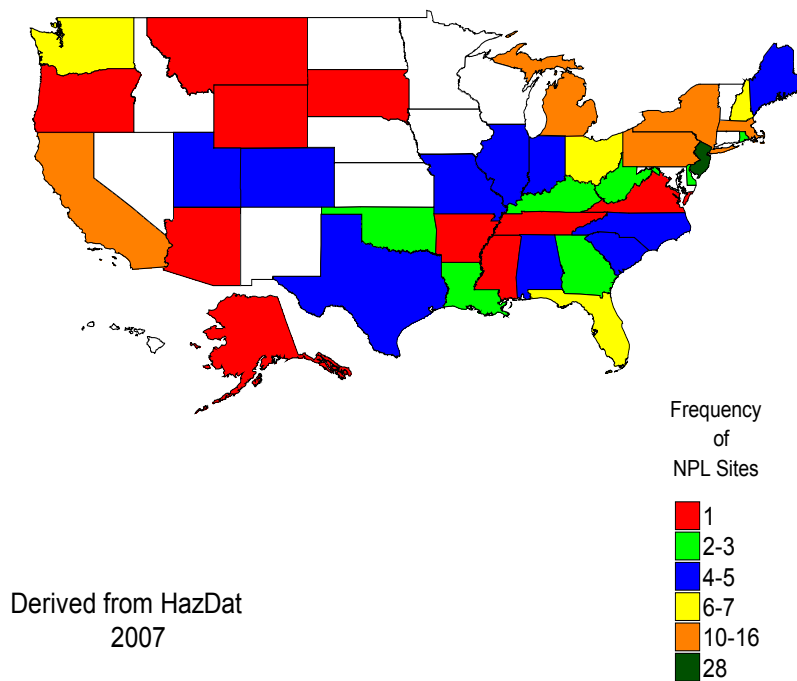 Frequency
of
NPL Sites
1
2-3
4-5
6-7
10-16
28
Derived from HazDat
2007